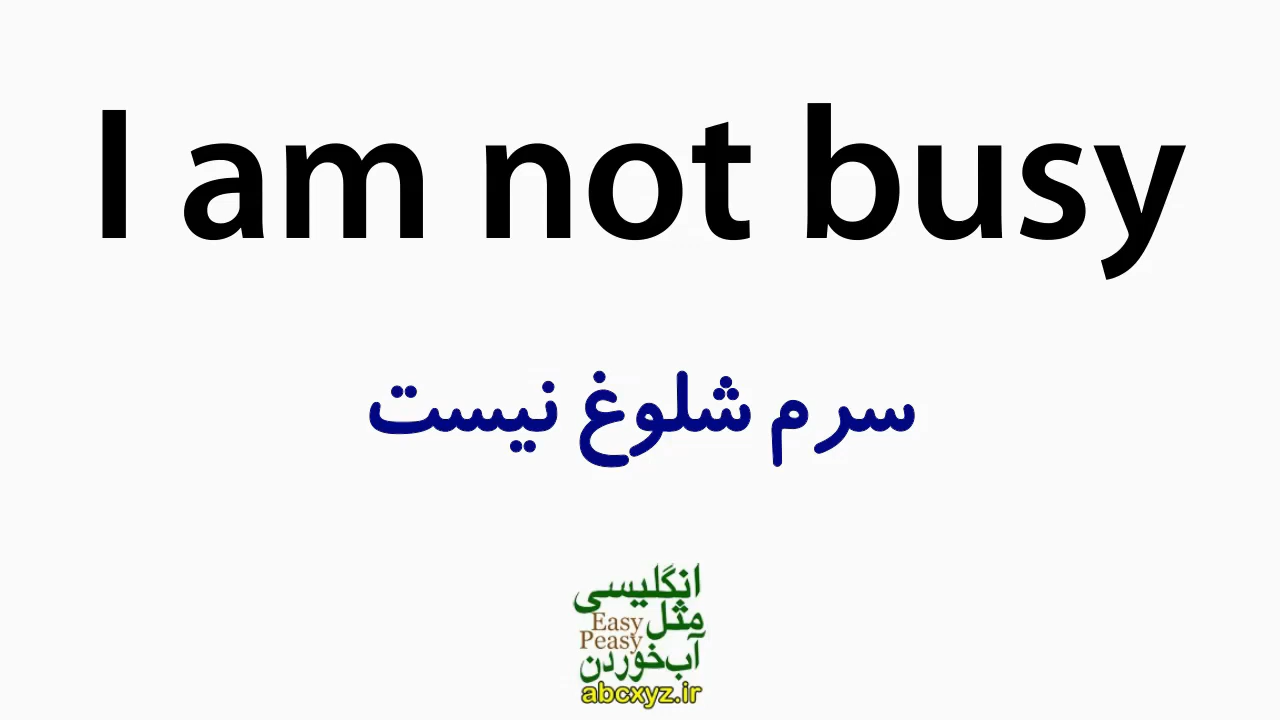 I am not busy
سرم شلوغ نیست
انگلیسی
مثل Easy
Peasy
آب‌خوردن
abcxyz.ir